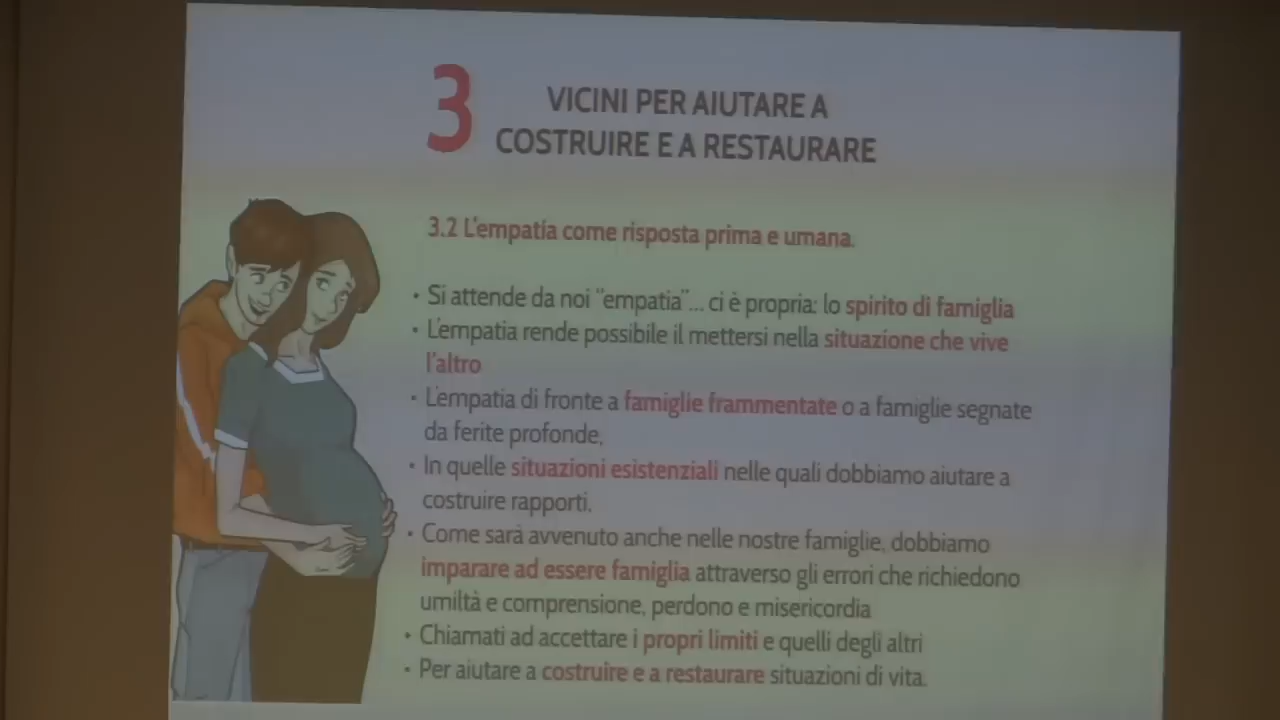 3
VICINI PER AIUTARE A
COSTRUIRE E A RESTAURARE
3.2 L'empatia come risposta prima e umana.
• Si attende da noi "empatia"... ci è propria: lo spirito di famiglia
• L'empatia rende possibile il mettersi nella situazione che vive
l'altro
• L'empatia di fronte a famiglie frammentate o a famiglie segnate
da ferite profonde,
• In quelle situazioni esistenziali nelle quali dobbiamo aiutare a
costruire rapporti.
• Come sarà avvenuto anche nelle nostre famiglie, dobbiamo
imparare ad essere famiglia attraverso gli errori che richiedono
umiltà e comprensione, perdono e misericordia
• Chiamati ad accettare i propri limiti e quelli degli altri
• Per aiutare a costruire e a restaurare situazioni di vita.